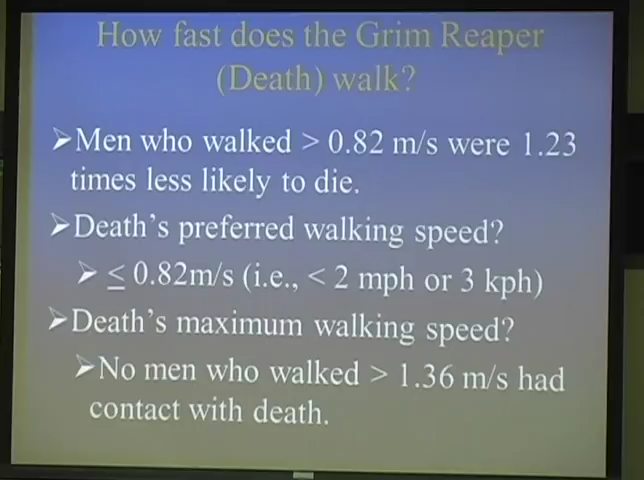 How fast does the Grim Reaper
(Death) walk?
➢Men who walked > 0.82 m/s were 1.23
times less likely to die.
➢Death's preferred walking speed?
➢ ≤ 0.82m/s (i.e., < 2 mph or 3 kph)
➢Death's maximum walking speed?
➢No men who walked > 1.36 m/s had
contact with death.